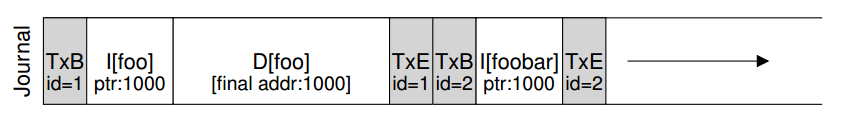 Journal
TxB
id=1
I[foo]
ptr:1000
D[foo]
[final addr:1000]
TxE
id=1
TxB
id=2
I[foobar]
ptr:1000
TxE
id=2